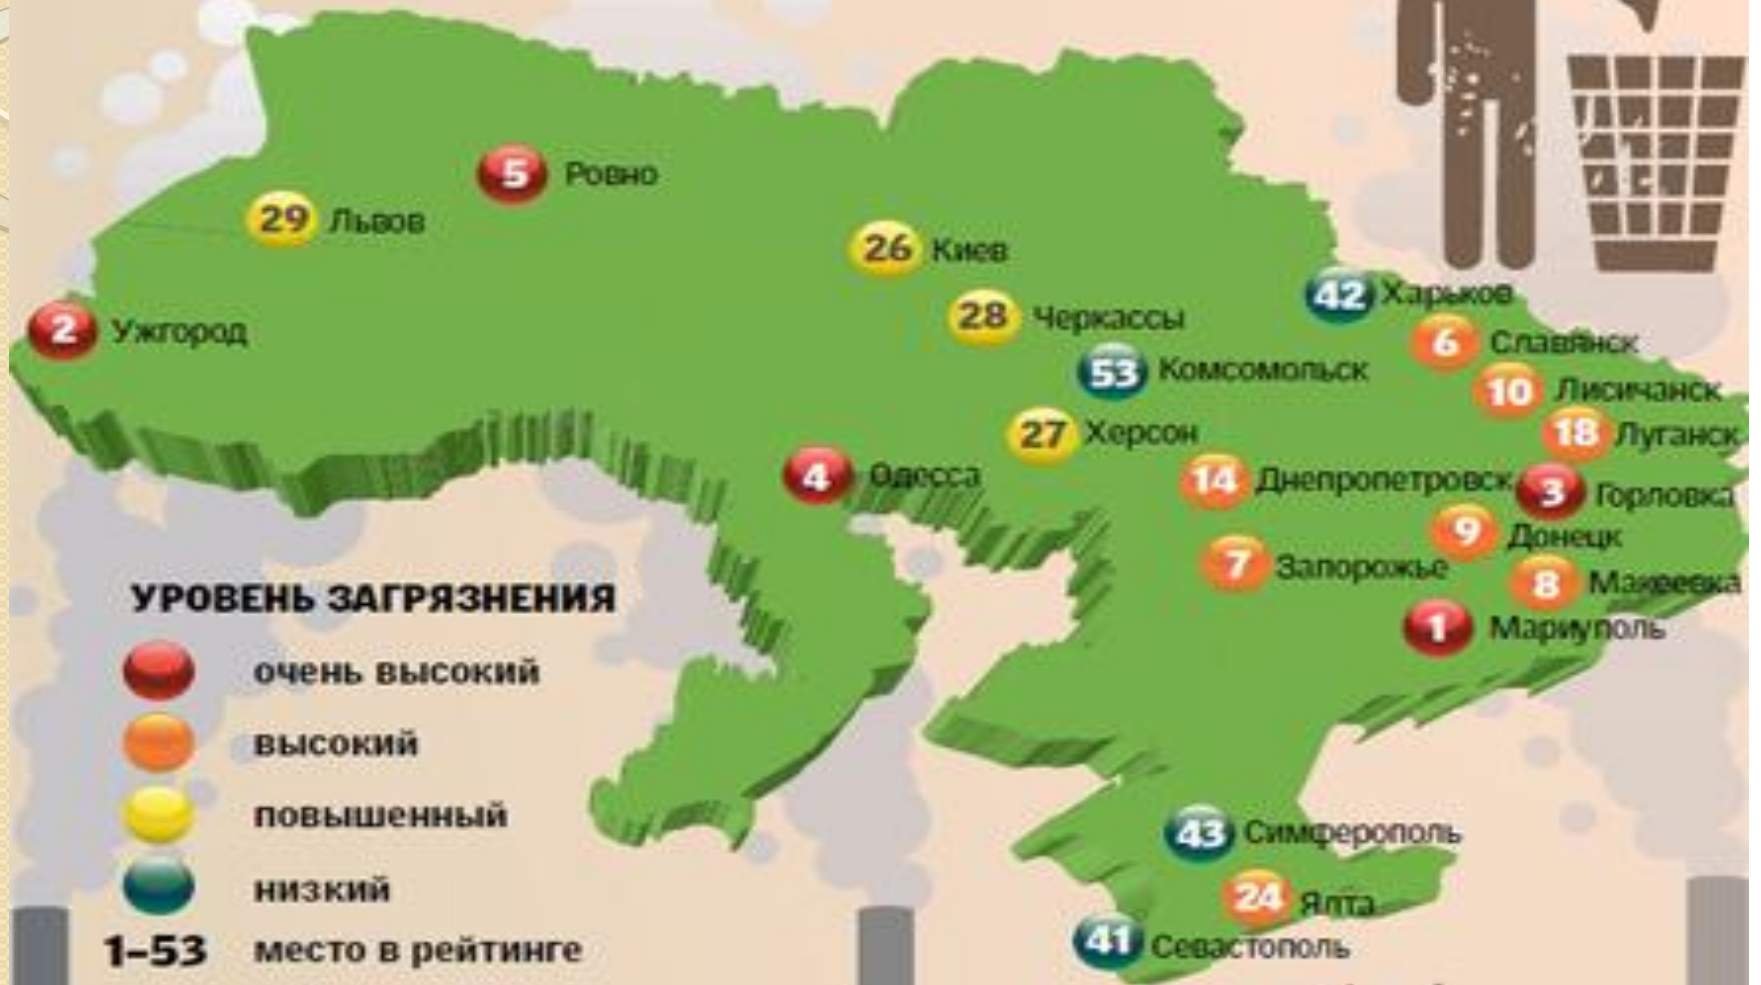 5 Ровно
29 Львов
26 Киев
42 Харьков
28 Черкассы
2 Ужгород
6 Славянск
53 Комсомольск
10 Лисичанск
27 Херсон
18 Луганск
4 Одесса
14 Днепропетровск
3 Горловка
9 Донецк
7 Запорожье
8 Макеевка
1 Мариуполь
УРОВЕНЬ ЗАГРЯЗНЕНИЯ
очень высокий
высокий
повышенный
низкий
1–53 место в рейтинге
43 Симферополь
24 Ялта
41 Севастополь